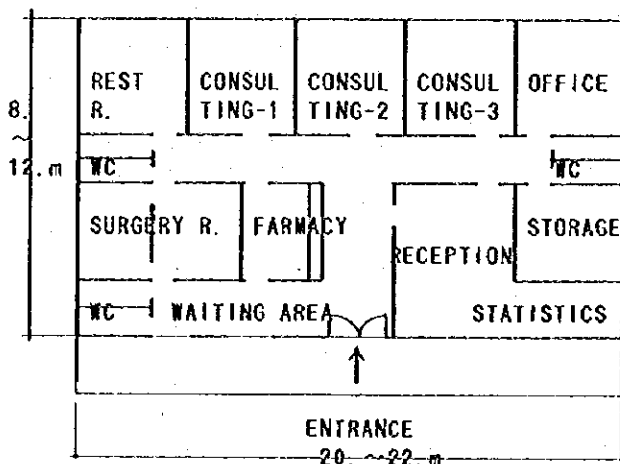 REST CONSUL CONSUL CONSUL OFFICE
R. TING-1 TING-2 TING-3
8.
~
12.m
WC WC
SURGERY R. FARMACY STORAGE
RECEPTION
WC WAITING AREA STATISTICS
ENTRANCE
20. ~22.m